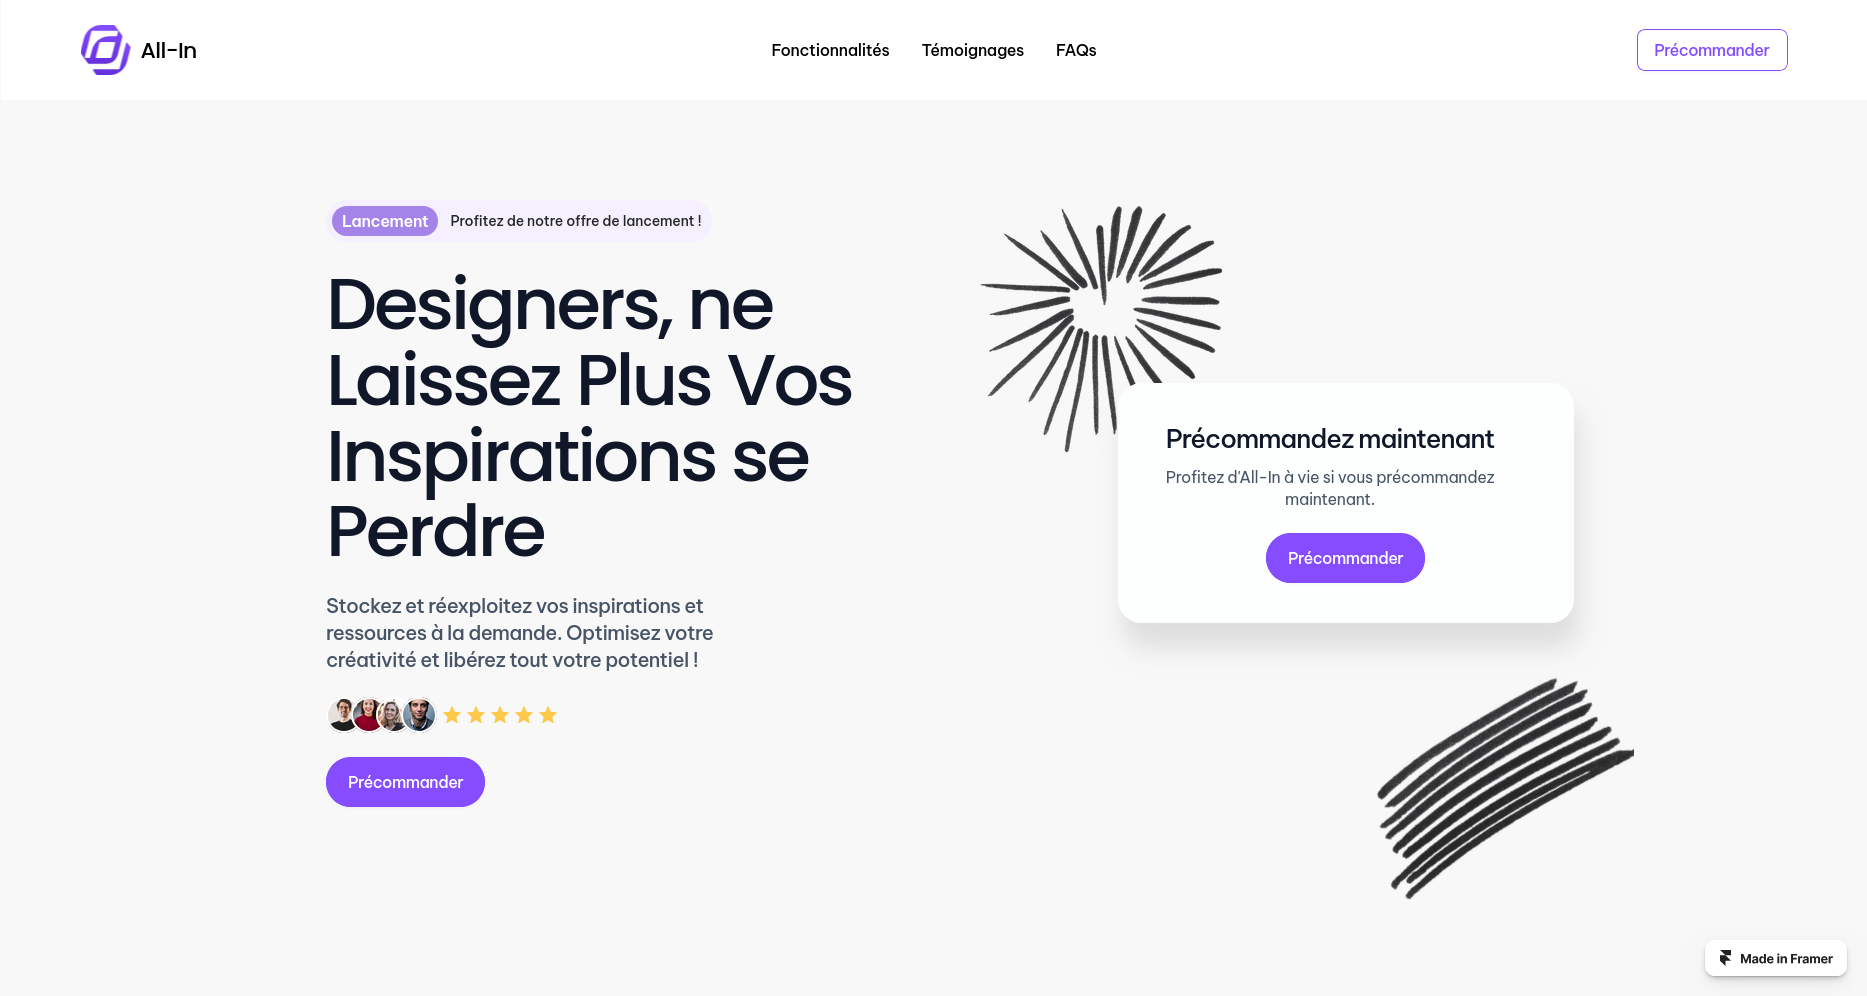 All-In
Fonctionnalités
Témoignages
FAQs
Précommander
Lancement
Profitez de notre offre de lancement !
Designers, ne
Laissez Plus Vos
Inspirations se
Perdre
Stockez et réexploitez vos inspirations et
ressources à la demande. Optimisez votre
créativité et libérez tout votre potentiel !
Précommander
Précommandez maintenant
Profitez d'All-In à vie si vous précommandez
maintenant.
Précommander
Made in Framer